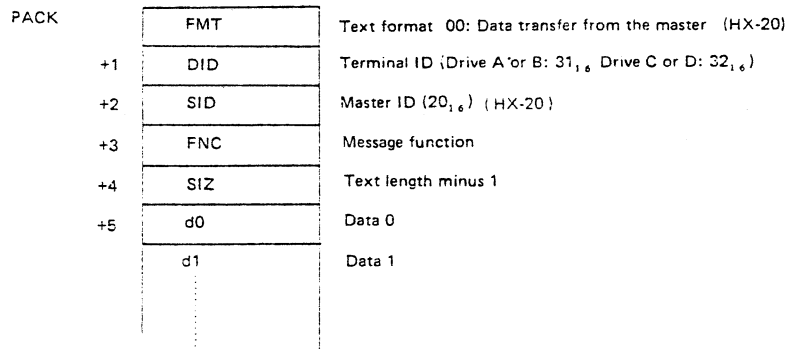 PACK FMT Text format 00: Data transfer from the master (HX-20)
+1 DID Terminal ID (Drive A or B: 31₁₆ Drive C or D: 32₁₆)
+2 SID Master ID (20₁₆) (HX-20)
+3 FNC Message function
+4 SIZ Text length minus 1
+5 d0 Data 0
d1 Data 1